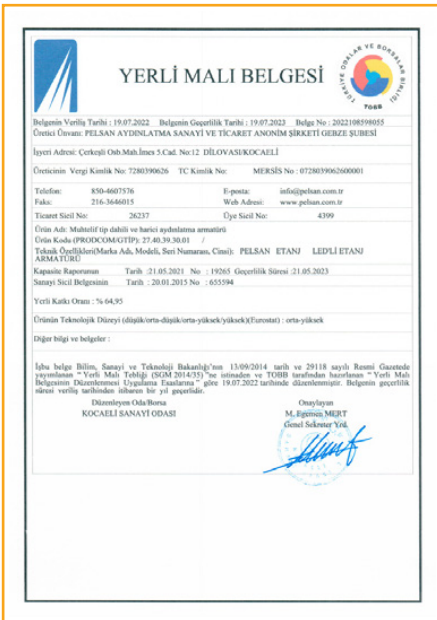 YERLİ MALI BELGESİ
TÜRKİYE ODALAR VE BORSALAR BİRLİĞİ
TOBB
Belgenin Veriliş Tarihi : 19.07.2022 Belgenin Geçerlilik Tarihi : 19.07.2023 Belge No : 2022108598055
Üretici Ünvanı: PELSAN AYDINLATMA SANAYİ VE TİCARET ANONİM ŞİRKETİ GEBZE ŞUBESİ
İşyeri Adresi: Çerkeşli Osb.Mah.İmes 5.Cad. No:12 DİLOVASI/KOCAELİ
Üreticinin Vergi Kimlik No: 7280390626 TC Kimlik No: MERSİS No : 0728039062600001
Telefon: 850-4607576 E-posta: info@pelsan.com.tr
Faks: 216-3646015 Web Adresi: www.pelsan.com.tr
Ticaret Sicil No: 26237 Üye Sicil No: 4399
Ürün Adı: Muhtelif tip dahili ve harici aydınlatma armatürü
Ürün Kodu (PRODCOM/GTİP): 27.40.39.30.01 /
Teknik Özellikleri(Marka Adı, Modeli, Seri Numarası, Cinsi): PELSAN ETANJ LED'Lİ ETANJ
ARMATÜRÜ
Kapasite Raporunun Tarih :21.05.2021 No : 19265 Geçerlilik Süresi :21.05.2023
Sanayi Sicil Belgesinin Tarih : 20.01.2015 No : 655594
Yerli Katkı Oranı : % 64,95
Ürünün Teknolojik Düzeyi (düşük/orta-düşük/orta-yüksek/yüksek)(Eurostat) : orta-yüksek
Diğer bilgi ve belgeler :
İşbu belge Bilim, Sanayi ve Teknoloji Bakanlığı'nın 13/09/2014 tarih ve 29118 sayılı Resmi Gazetede
yayımlanan " Yerli Malı Tebliği (SGM 2014/35) "ne istinaden ve TOBB tarafından hazırlanan " Yerli Malı
Belgesinin Düzenlenmesi Uygulama Esaslarına " göre 19.07.2022 tarihinde düzenlenmiştir. Belgenin geçerlilik
süresi veriliş tarihinden itibaren bir yıl geçerlidir.
Düzenleyen Oda/Borsa Onaylayan
KOCAELİ SANAYİ ODASI M. Egemen MERT
Genel Sekreter Yrd.